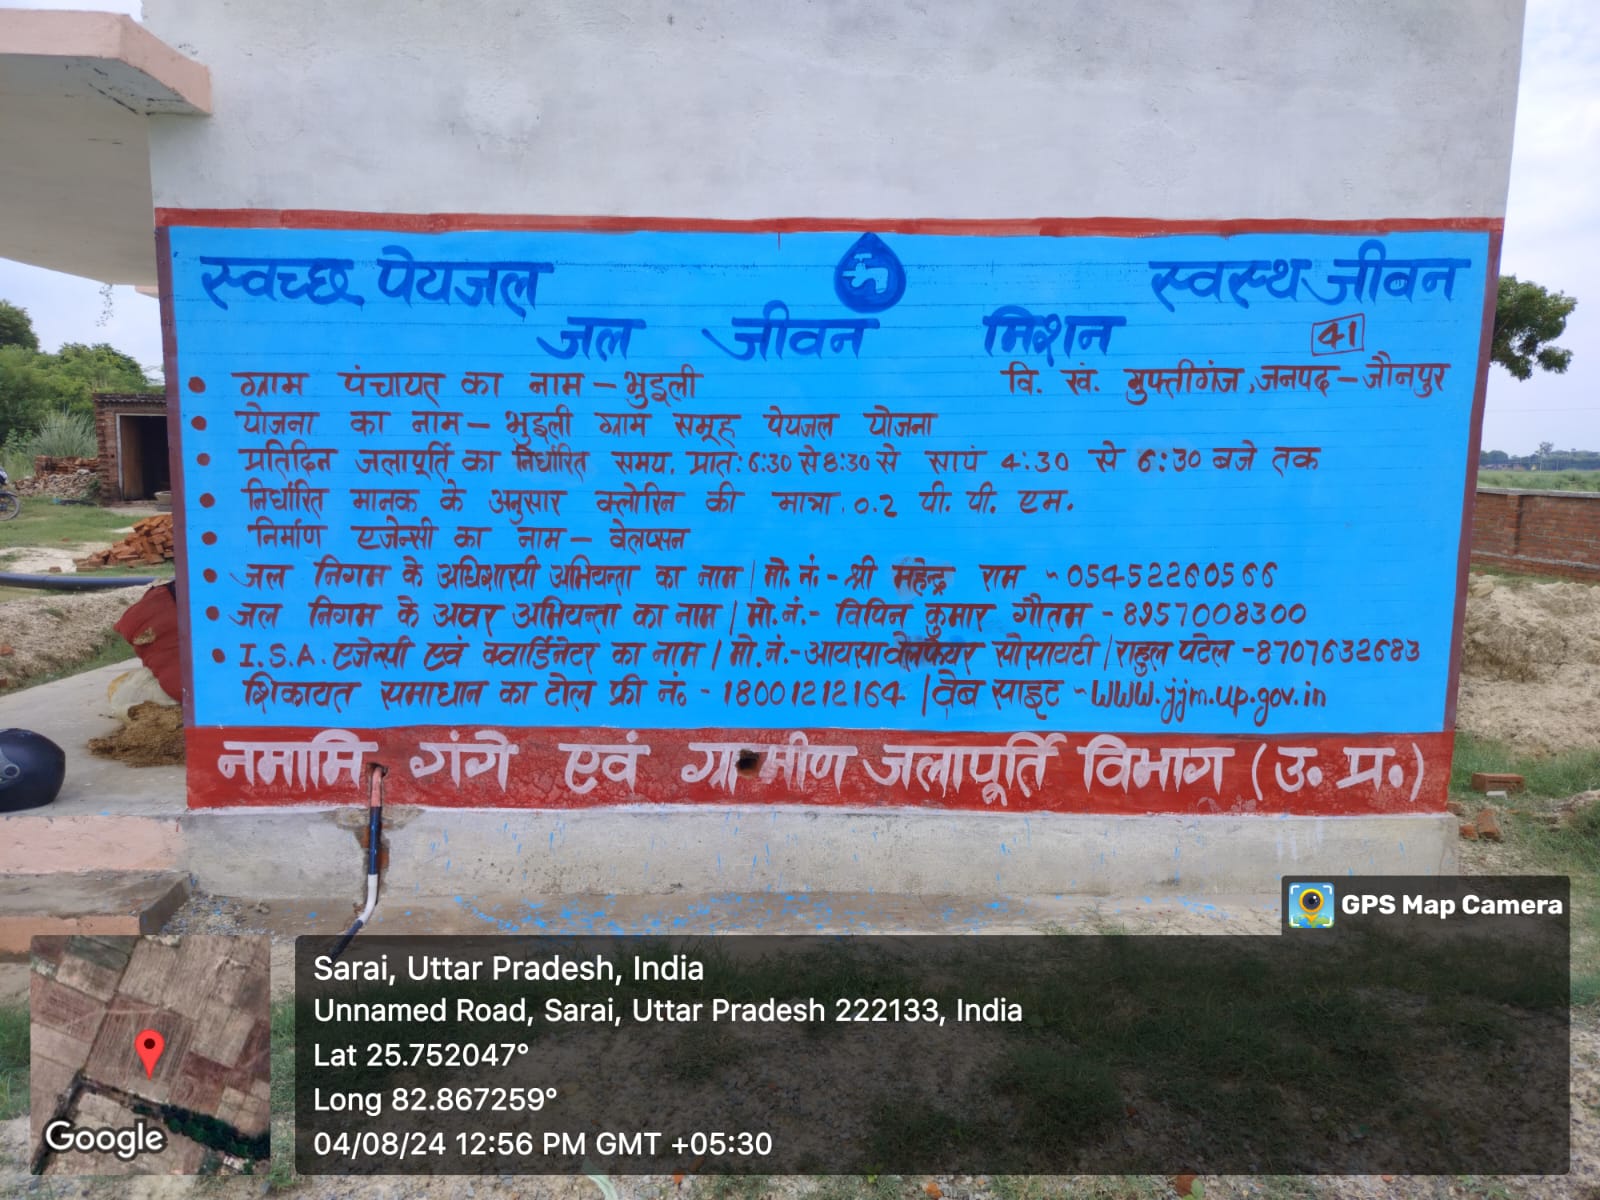 स्वच्छ पेयजल स्वस्थ जीवन
जल जीवन मिशन 41
• ग्राम पंचायत का नाम – भुइली वि. खं. मुफ्तीगंज, जनपद – जौनपुर
• योजना का नाम – भुइली ग्राम समूह पेयजल योजना
• प्रतिदिन जलापूर्ति का निर्धारित समय. प्रात: 6:30 से 8:30 से सायं 4:30 से 6:30 बजे तक
• निर्धारित मानक के अनुसार क्लोरिन की मात्रा. 0.2 पी. पी. एम.
• निर्माण एजेन्सी का नाम – वेलप्सन
• जल निगम के अधिशासी अभियन्ता का नाम / मो. नं. - श्री महेन्द्र राम - 05452260566
• जल निगम के अवर अभियन्ता का नाम / मो. नं. - विपिन कुमार गौतम - 8957008300
• I.S.A. एजेन्सी एवं क्वार्डिनेटर का नाम / मो. नं. - आयसा वेलफेयर सोसायटी / राहुल पटेल - 8707632683
शिकायत समाधान का टोल फ्री नं. - 18001212164 / वेब साइट - www.jjm.up.gov.in
नमामि गंगे एवं ग्रामीण जलापूर्ति विभाग (उ. प्र.)
GPS Map Camera
Sarai, Uttar Pradesh, India
Unnamed Road, Sarai, Uttar Pradesh 222133, India
Lat 25.752047°
Long 82.867259°
04/08/24 12:56 PM GMT +05:30
Google